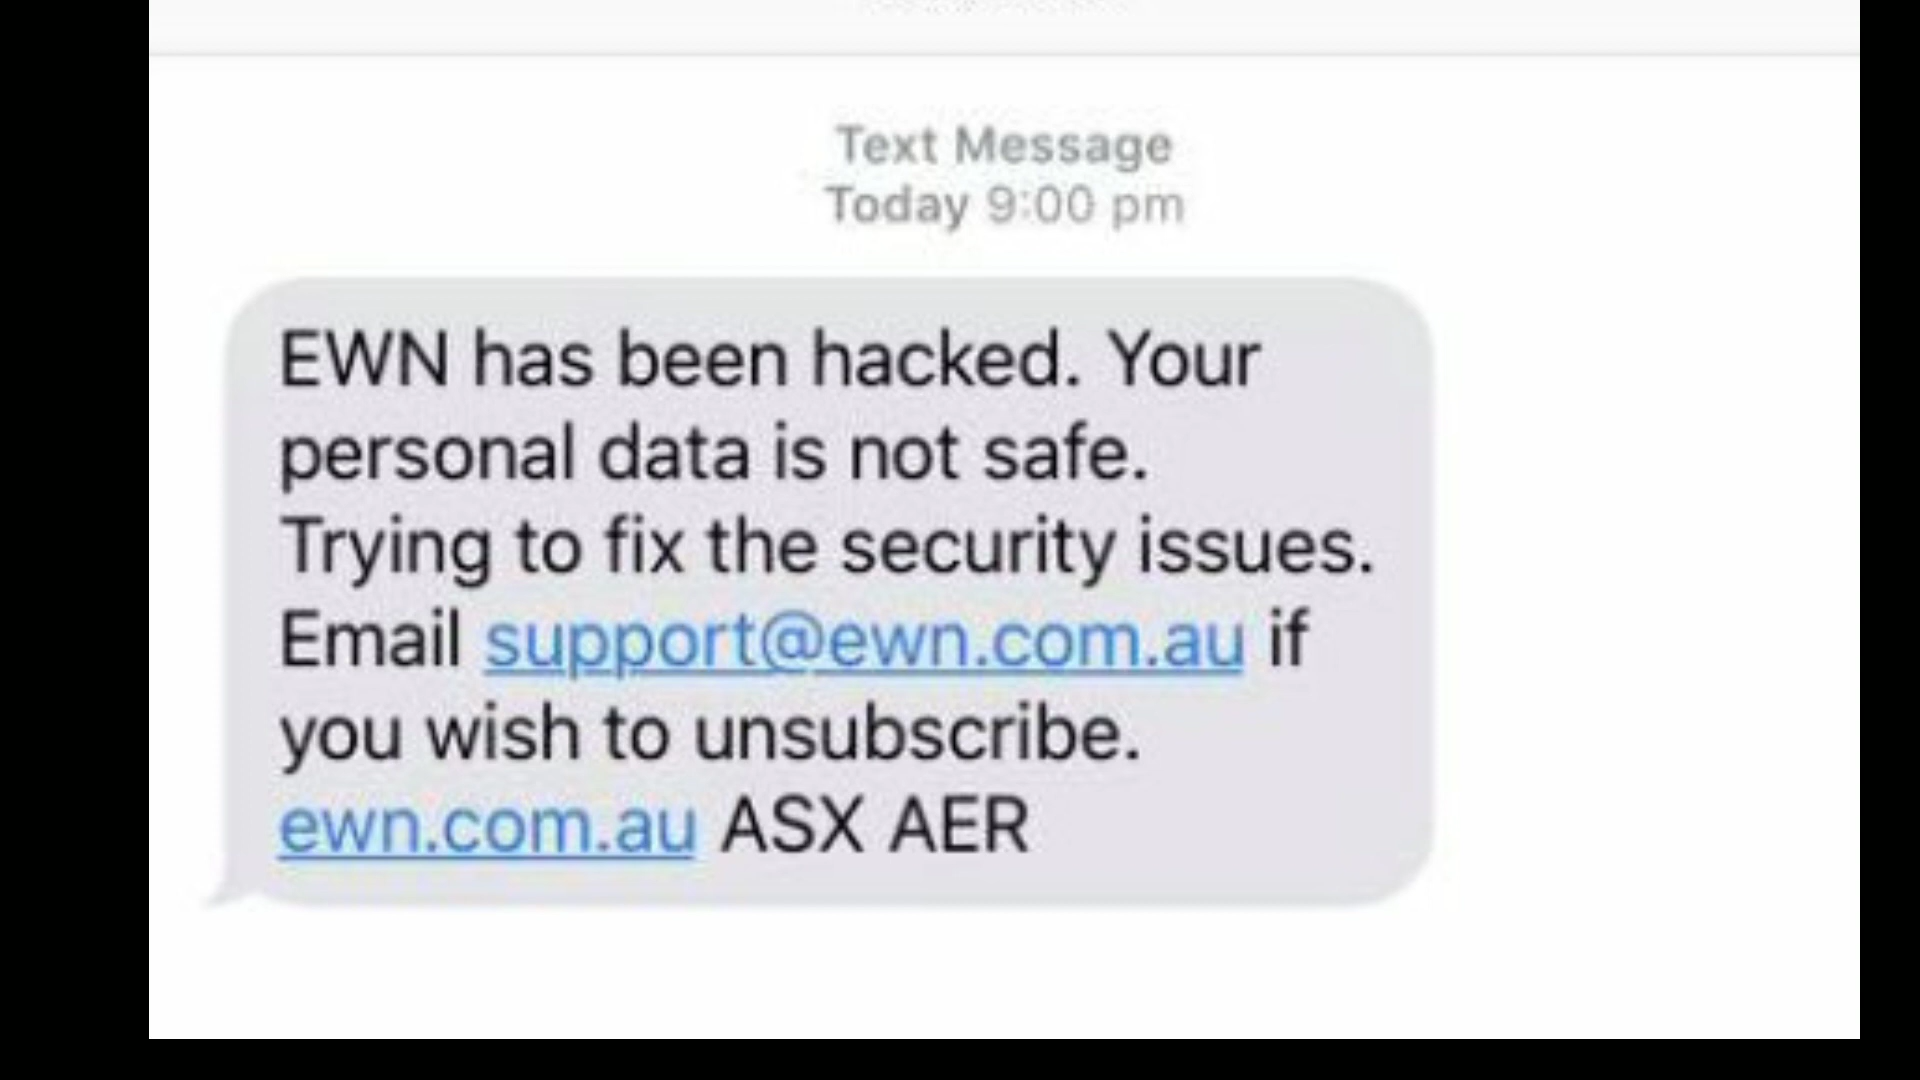 Text Message
Today 9:00 pm
EWN has been hacked. Your
personal data is not safe.
Trying to fix the security issues.
Email support@ewn.com.au if
you wish to unsubscribe.
ewn.com.au ASX AER